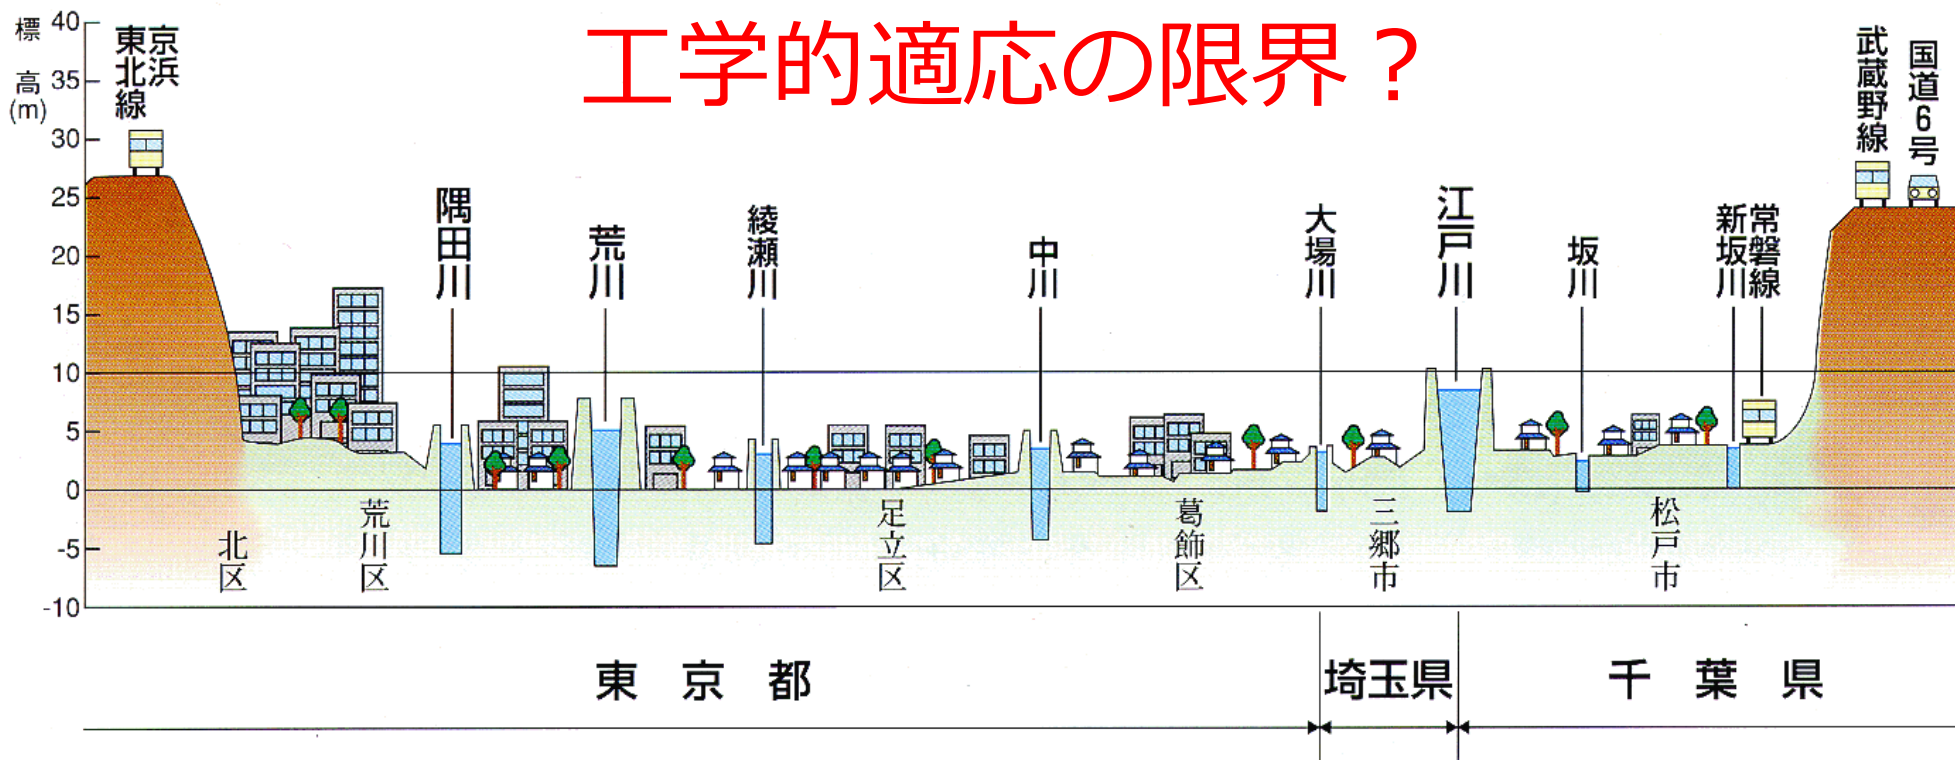 工学的適応の限界？
標高(m)
40
35
30
25
20
15
10
5
0
-5
-10
京浜
東北線
隅田川
荒川
綾瀬川
中川
大場川
江戸川
坂川
新坂川
常磐線
武蔵野線
国道6号
北区
荒川区
足立区
葛飾区
三郷市
松戸市
東京都
埼玉県
千葉県